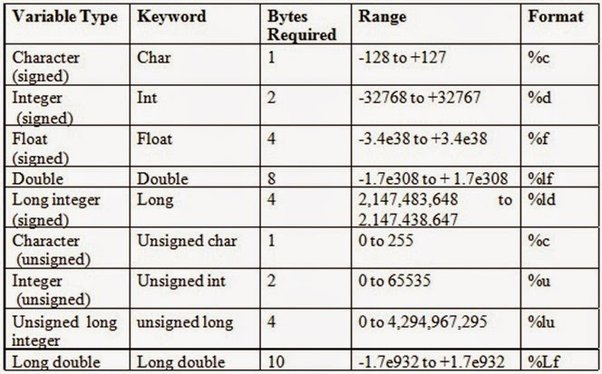 Variable Type Keyword Bytes Required Range Format
Character (signed) Char 1 -128 to +127 %c
Integer (signed) Int 2 -32768 to +32767 %d
Float (signed) Float 4 -3.4e38 to +3.4e38 %f
Double Double 8 -1.7e308 to + 1.7e308 %lf
Long integer (signed) Long 4 2,147,483,648 to 2,147,438,647 %ld
Character (unsigned) Unsigned char 1 0 to 255 %c
Integer (unsigned) Unsigned int 2 0 to 65535 %u
Unsigned long integer unsigned long 4 0 to 4,294,967,295 %lu
Long double Long double 10 -1.7e932 to +1.7e932 %Lf